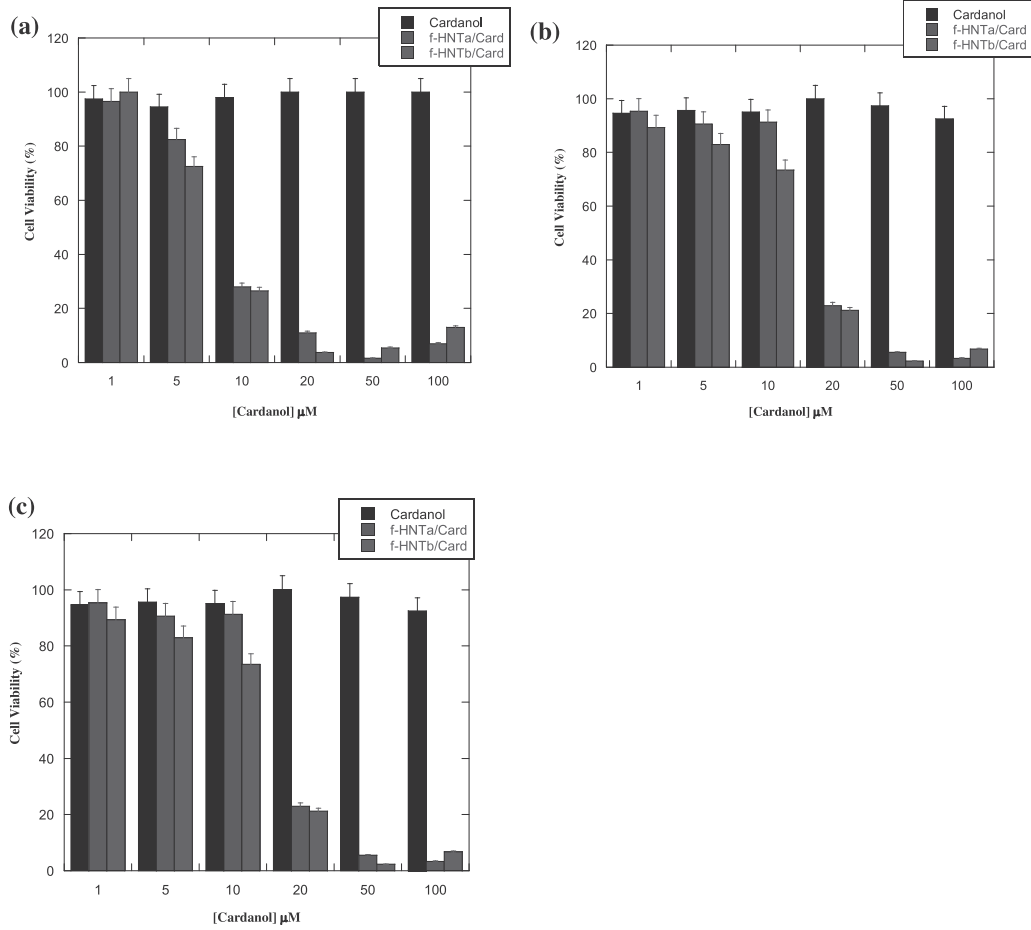 (a)
Cardanol
f-HNTa/Card
f-HNTb/Card
120
100
80
60
40
20
0
Cell Viability (%)
1 5 10 20 50 100
[Cardanol] µM
(b)
Cardanol
f-HNTa/Card
f-HNTb/Card
120
100
80
60
40
20
0
Cell Viability (%)
1 5 10 20 50 100
[Cardanol] µM
(c)
Cardanol
f-HNTa/Card
f-HNTb/Card
120
100
80
60
40
20
0
Cell Viability (%)
1 5 10 20 50 100
[Cardanol] µM